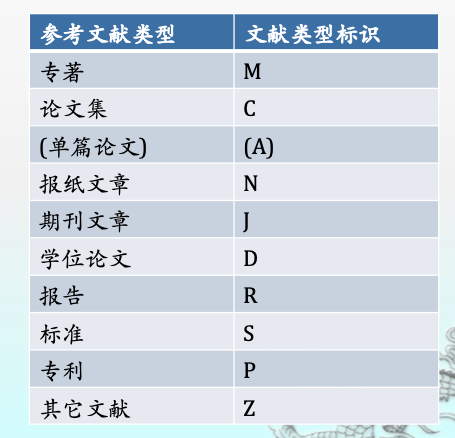 参考文献类型 文献类型标识
专著 M
论文集 C
(单篇论文) (A)
报纸文章 N
期刊文章 J
学位论文 D
报告 R
标准 S
专利 P
其它文献 Z